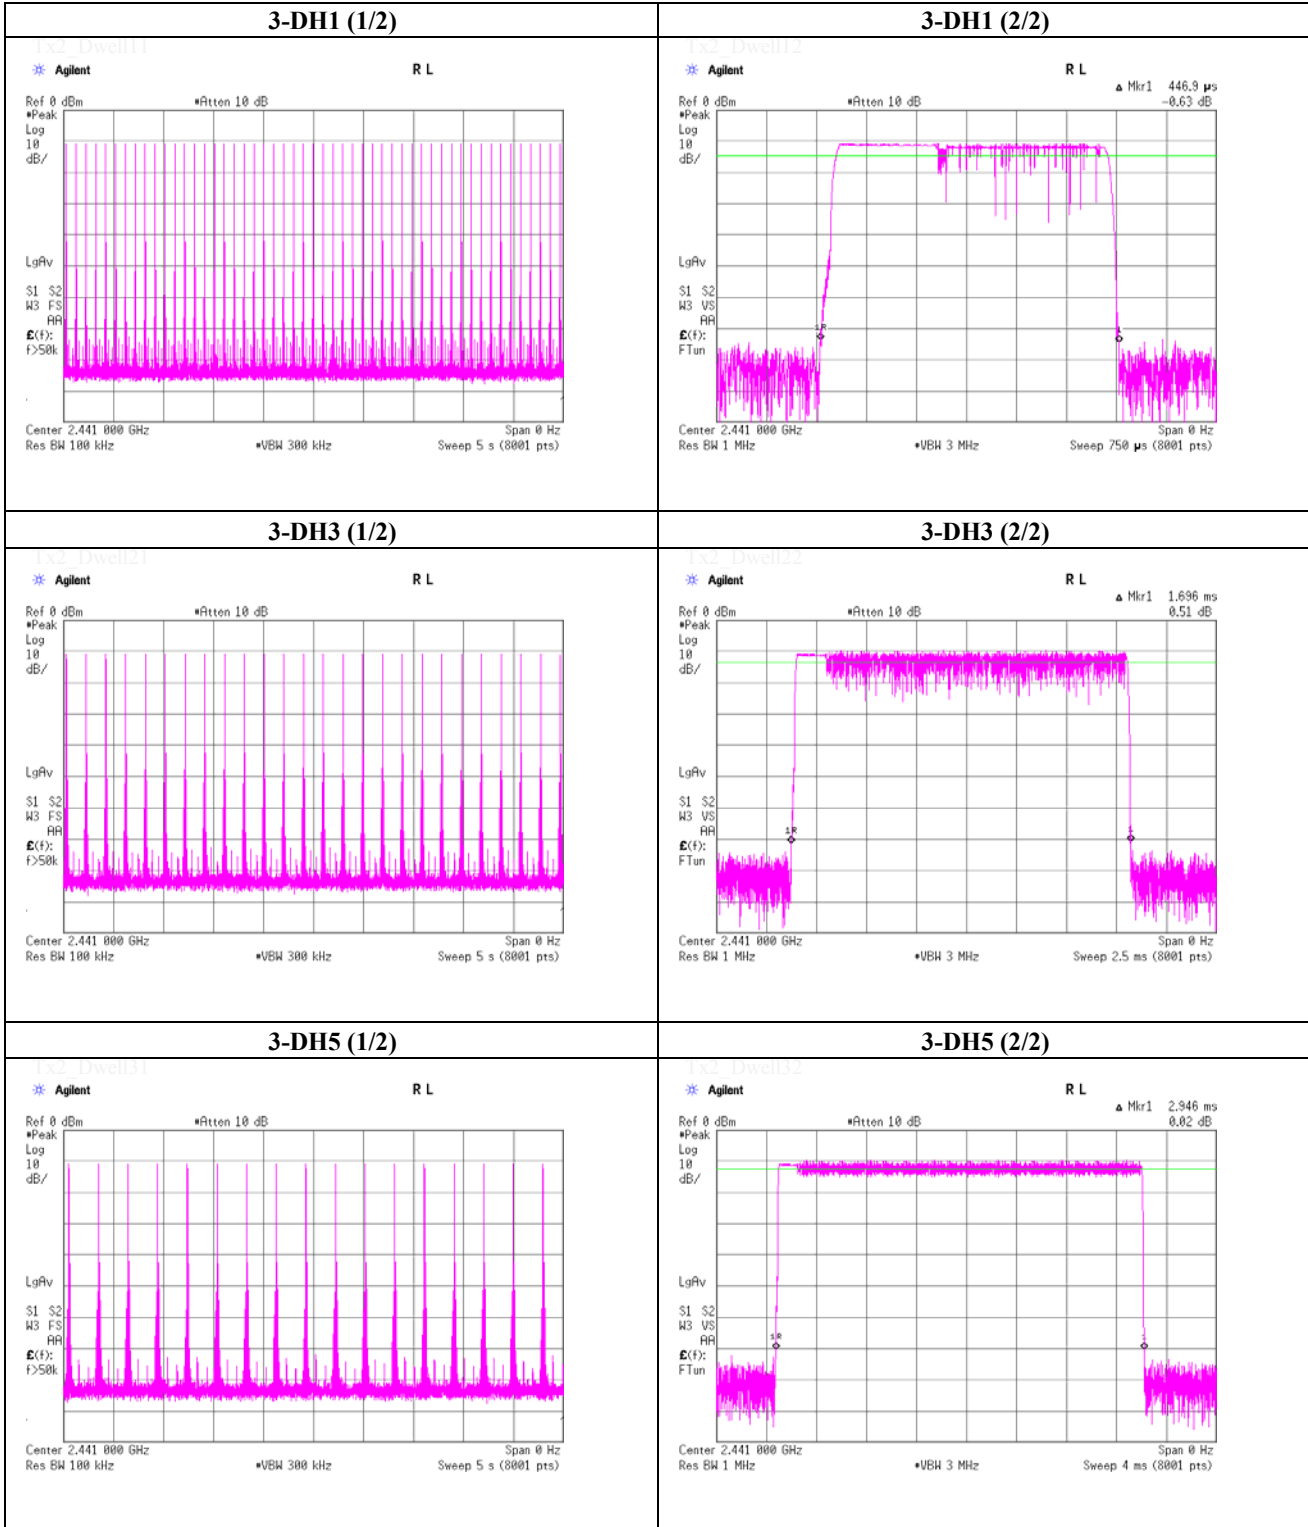 3-DH1 (1/2)
3-DH1 (2/2)
Tx2_Dwell11
Agilent
R L
Ref 0 dBm
#Atten 10 dB
#Peak
Log
10
dB/
LgAv
S1 S2
W3 FS
AA
£(f):
f>50k
Center 2.441 000 GHz
Span 0 Hz
Res BW 100 kHz
#VBW 300 kHz
Sweep 5 s (8001 pts)
Tx2_Dwell12
Agilent
R L
Δ Mkr1 446.9 µs
Ref 0 dBm
#Atten 10 dB
-0.63 dB
#Peak
Log
10
dB/
LgAv
S1 S2
W3 VS
AA
£(f):
FTun
1R
1
Center 2.441 000 GHz
Span 0 Hz
Res BW 1 MHz
#VBW 3 MHz
Sweep 750 µs (8001 pts)
3-DH3 (1/2)
3-DH3 (2/2)
Tx2_Dwell21
Agilent
R L
Ref 0 dBm
#Atten 10 dB
#Peak
Log
10
dB/
LgAv
S1 S2
W3 FS
AA
£(f):
f>50k
Center 2.441 000 GHz
Span 0 Hz
Res BW 100 kHz
#VBW 300 kHz
Sweep 5 s (8001 pts)
Tx2_Dwell22
Agilent
R L
Δ Mkr1 1.696 ms
Ref 0 dBm
#Atten 10 dB
0.51 dB
#Peak
Log
10
dB/
LgAv
S1 S2
W3 VS
AA
£(f):
FTun
1R
1
Center 2.441 000 GHz
Span 0 Hz
Res BW 1 MHz
#VBW 3 MHz
Sweep 2.5 ms (8001 pts)
3-DH5 (1/2)
3-DH5 (2/2)
Tx2_Dwell31
Agilent
R L
Ref 0 dBm
#Atten 10 dB
#Peak
Log
10
dB/
LgAv
S1 S2
W3 FS
AA
£(f):
f>50k
Center 2.441 000 GHz
Span 0 Hz
Res BW 100 kHz
#VBW 300 kHz
Sweep 5 s (8001 pts)
Tx2_Dwell32
Agilent
R L
Δ Mkr1 2.946 ms
Ref 0 dBm
#Atten 10 dB
0.02 dB
#Peak
Log
10
dB/
LgAv
S1 S2
W3 VS
AA
£(f):
FTun
1R
1
Center 2.441 000 GHz
Span 0 Hz
Res BW 1 MHz
#VBW 3 MHz
Sweep 4 ms (8001 pts)